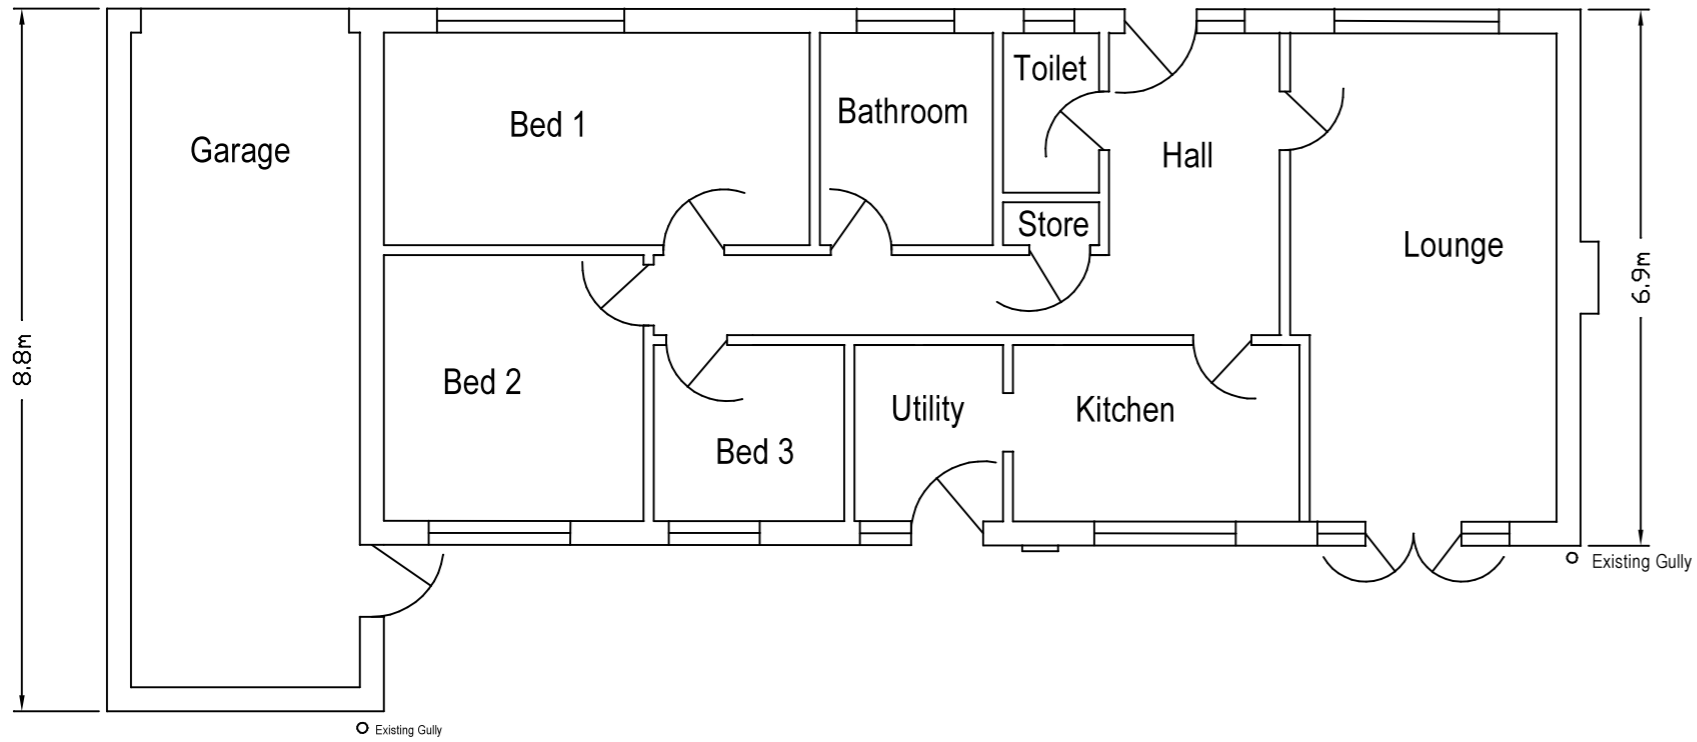 Toilet
Bed 1
Bathroom
Garage
Hall
Store
Lounge
6.9m
8.8m
Bed 2
Utility
Kitchen
Bed 3
Existing Gully
Existing Gully